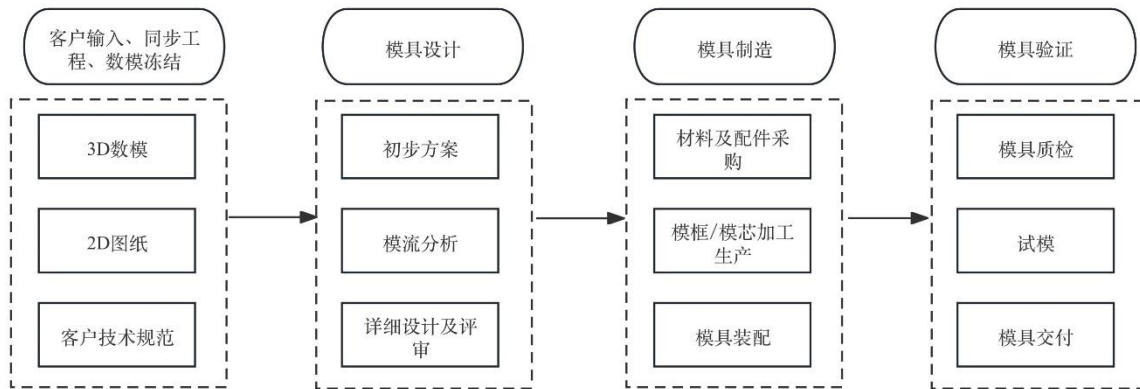 客户输入、同步工
程、数模冻结
3D数模
2D图纸
客户技术规范
模具设计
初步方案
模流分析
详细设计及评
审
模具制造
材料及配件采
购
模框/模芯加工
生产
模具装配
模具验证
模具质检
试模
模具交付